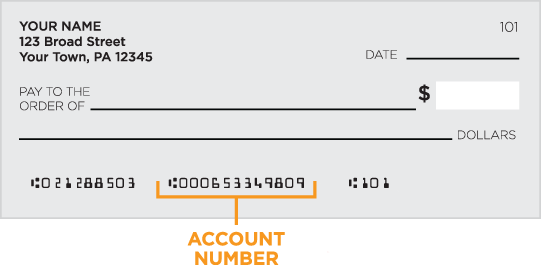 YOUR NAME 101
123 Broad Street
Your Town, PA 12345
DATE
PAY TO THE
ORDER OF $
DOLLARS
⑆021288503 ⑆000653349809 ⑆101
ACCOUNT
NUMBER